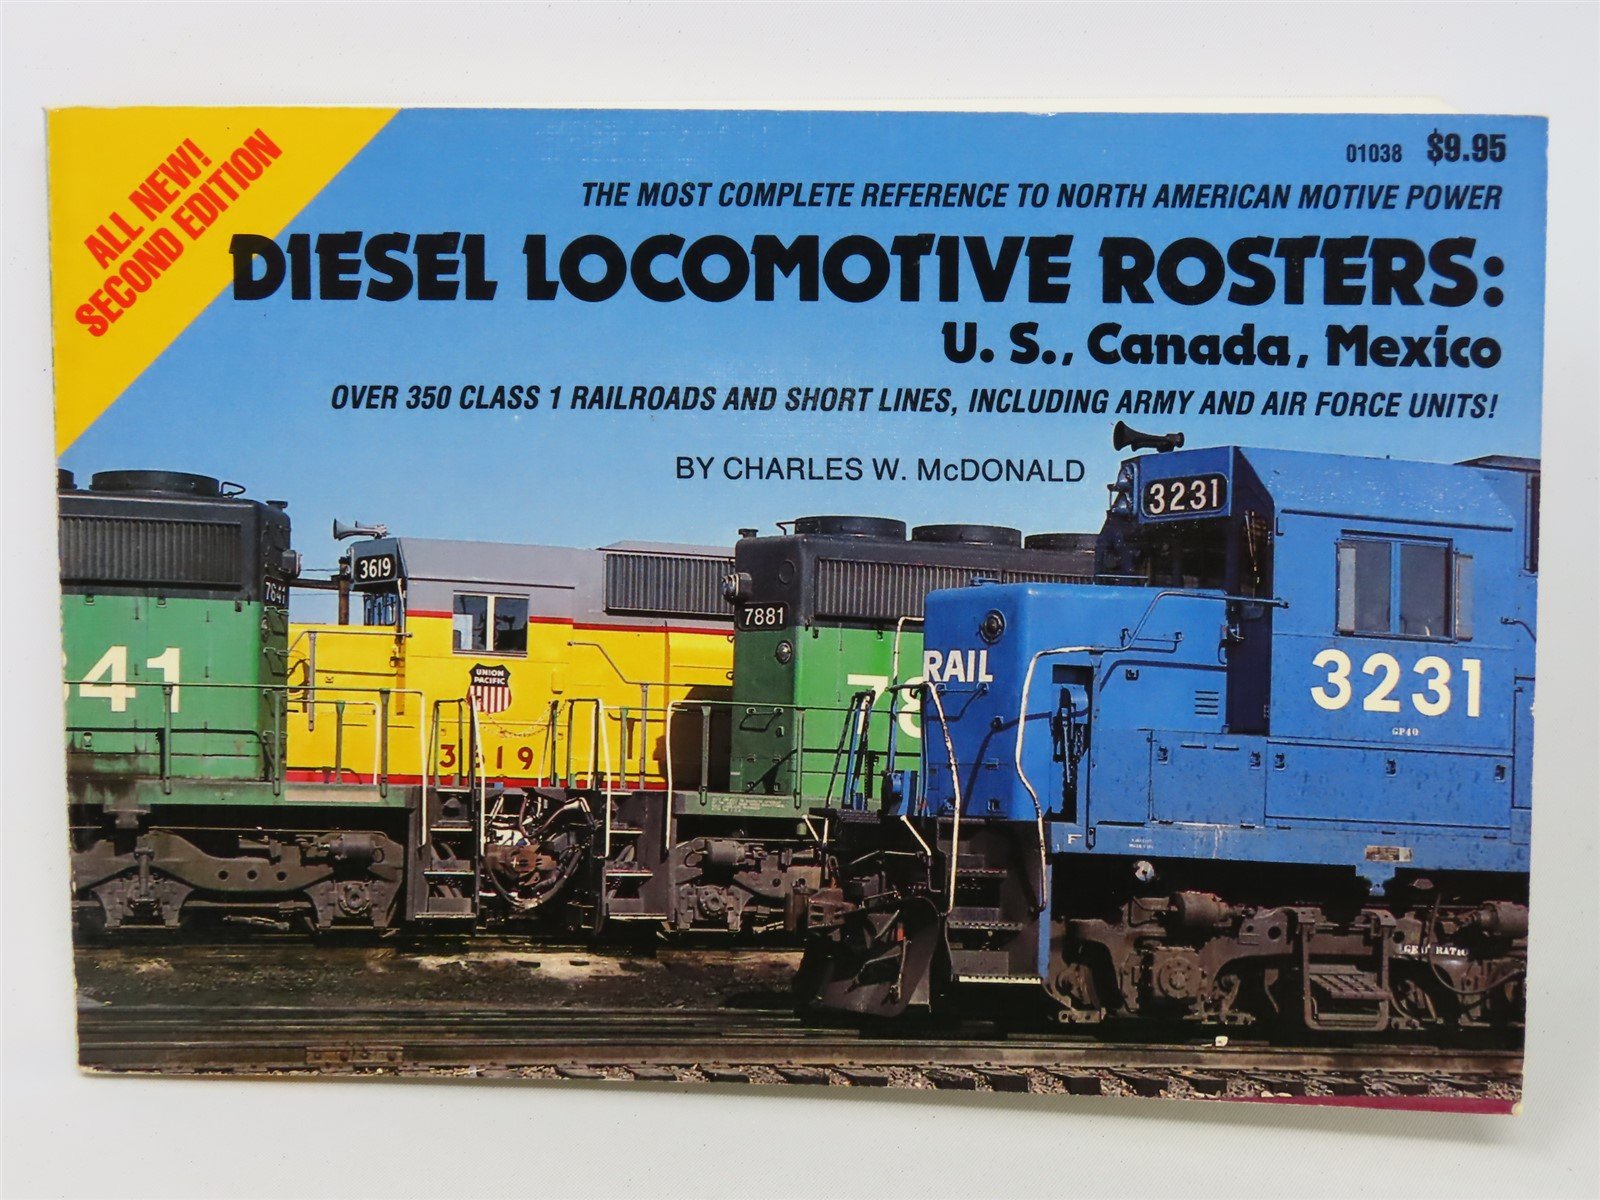 ALL NEW!
SECOND EDITION
01038 $9.95
THE MOST COMPLETE REFERENCE TO NORTH AMERICAN MOTIVE POWER
DIESEL LOCOMOTIVE ROSTERS:
U. S., Canada, Mexico
OVER 350 CLASS 1 RAILROADS AND SHORT LINES, INCLUDING ARMY AND AIR FORCE UNITS!
BY CHARLES W. McDONALD
3231
3619
7641
7881
41
UNION
PACIFIC
3619
78
RAIL
3231
GP40
F